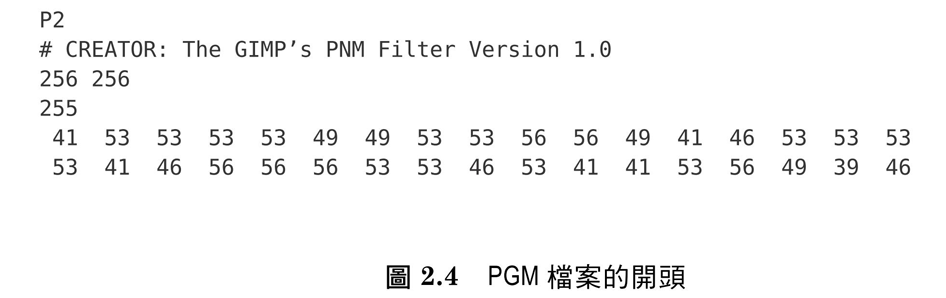 P2
# CREATOR: The GIMP’s PNM Filter Version 1.0
256 256
255
41 53 53 53 53 49 49 53 53 56 56 49 41 46 53 53 53
53 41 46 56 56 56 53 53 46 53 41 41 53 56 49 39 46
圖 2.4 PGM 檔案的開頭